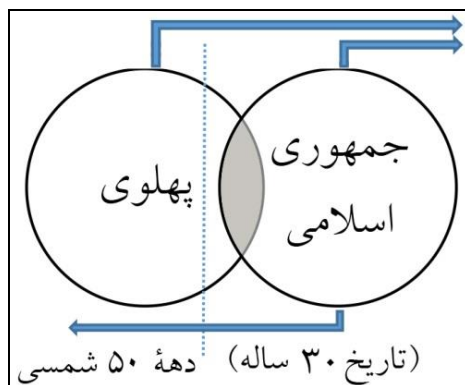 جمهوری
اسلامی
پهلوی
(تاریخ ۳۰ ساله)
دههٔ ۵۰ شمسی